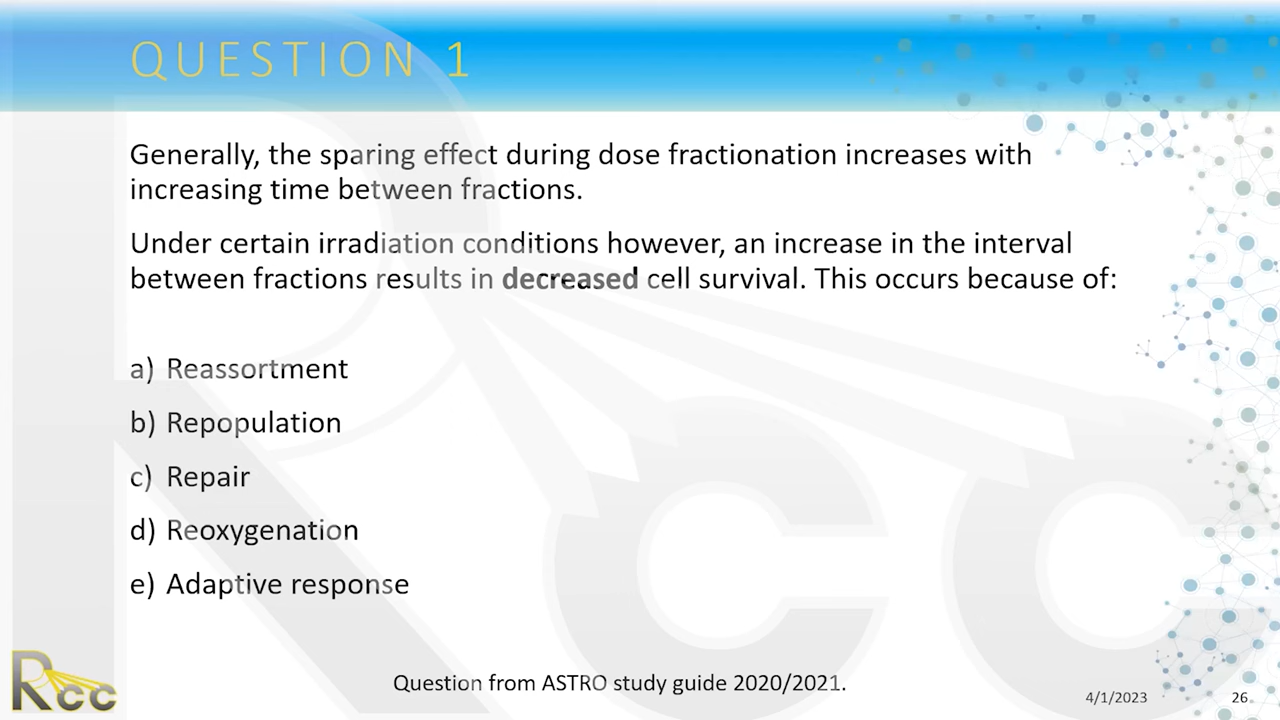 QUESTION 1
Generally, the sparing effect during dose fractionation increases with
increasing time between fractions.
Under certain irradiation conditions however, an increase in the interval
between fractions results in decreased cell survival. This occurs because of:
a) Reassortment
b) Repopulation
c) Repair
d) Reoxygenation
e) Adaptive response
Question from ASTRO study guide 2020/2021.
4/1/2023
26
Rcc